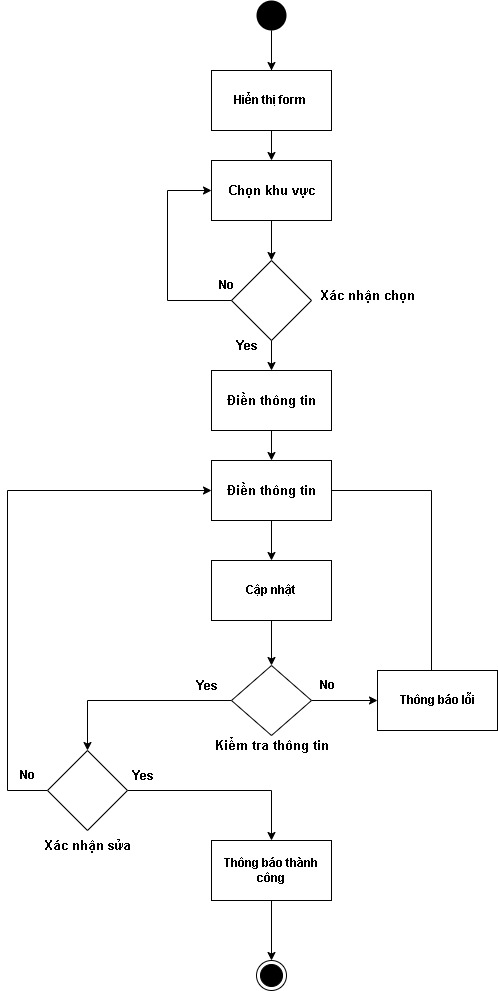 Hiển thị form
Chọn khu vực
No
Xác nhận chọn
Yes
Điền thông tin
Điền thông tin
Cập nhật
Yes
No
Thông báo lỗi
Kiểm tra thông tin
No
Yes
Xác nhận sửa
Thông báo thành
công